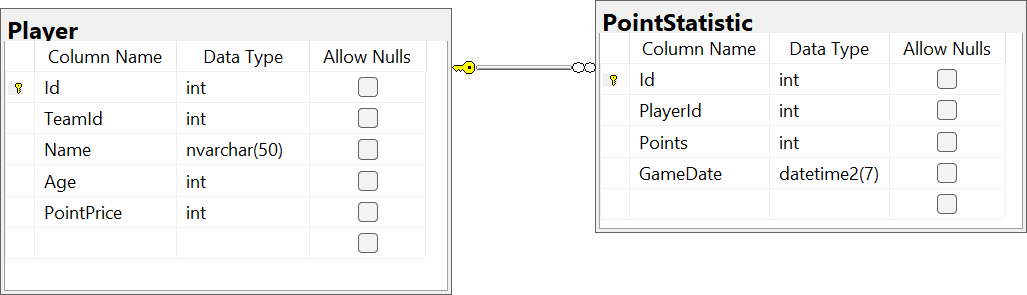 Player
Column Name Data Type Allow Nulls
Id int
TeamId int
Name nvarchar(50)
Age int
PointPrice int
PointStatistic
Column Name Data Type Allow Nulls
Id int
PlayerId int
Points int
GameDate datetime2(7)